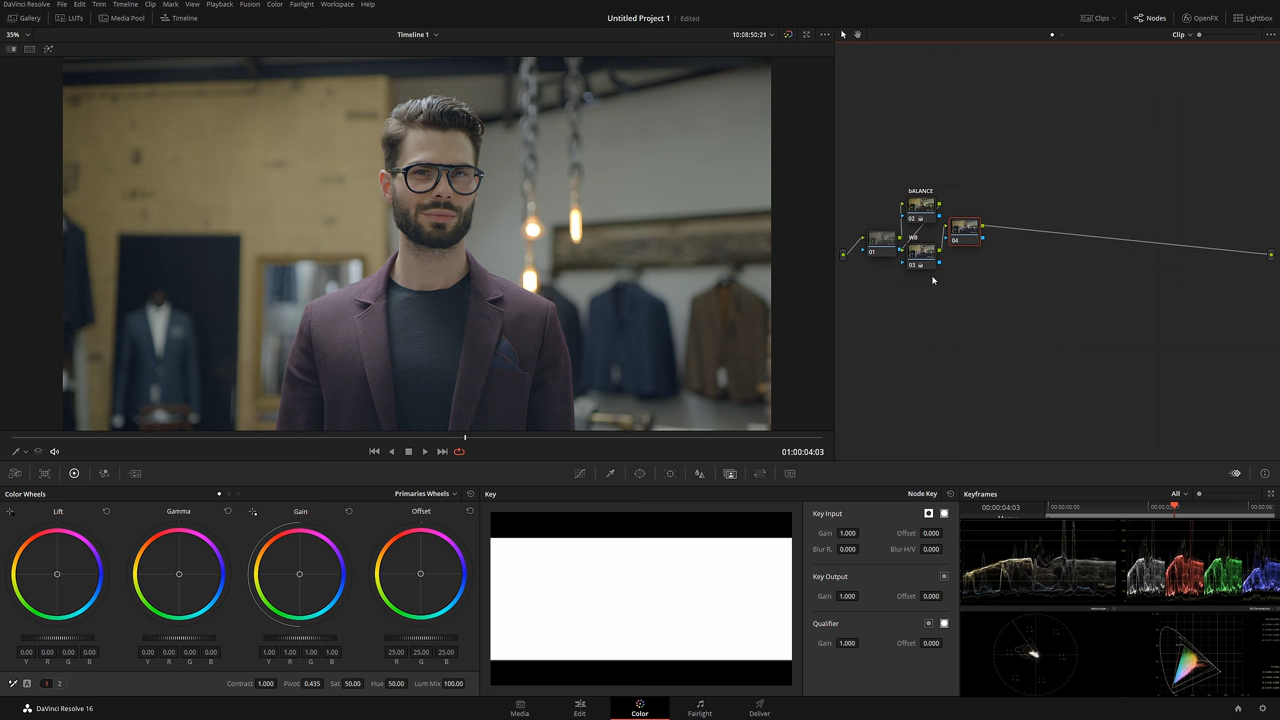 DaVinci Resolve File Edit Trim Timeline Clip Mark View Playback Fusion Color Fairlight Workspace Help
Gallery LUTs Media Pool Timeline Untitled Project 1 Edited Clips Nodes OpenFX Lightbox
35% Timeline 1 10:08:50:21 Clip
bALANCE
02
WB
01 04
03
01:00:04:03
Color Wheels Primaries Wheels Key Node Key Keyframes All
Lift Gamma Gain Offset
Key Input
Gain 1.000 Offset 0.000
Blur R. 0.000 Blur H/V 0.000
Key Output
Gain 1.000 Offset 0.000
Qualifier
Gain 1.000 Offset 0.000
00:00:04:03 00:00:00:00
0.00 0.00 0.00 0.00 0.00 0.00 0.00 0.00 1.00 1.00 1.00 1.00 25.00 25.00 25.00
Y R G B Y R G B Y R G B R G B
A 1 2 Contrast 1.000 Pivot 0.435 Sat 50.00 Hue 50.00 Lum Mix 100.00
DaVinci Resolve 16 Media Edit Color Fairlight Deliver